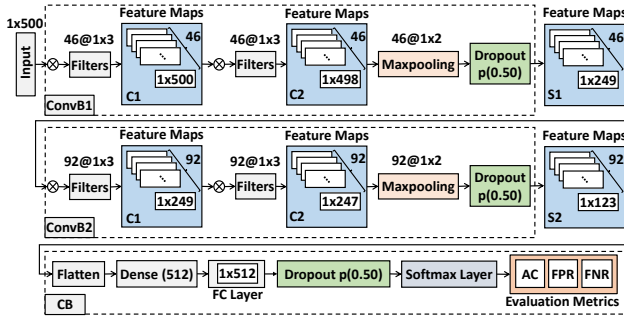 1x500
Input
46@1x3
Filters
Feature Maps
46
1x500
C1
46@1x3
Filters
Feature Maps
46
1x498
C2
46@1x2
Maxpooling
Dropout
p(0.50)
Feature Maps
46
1x249
S1
ConvB1
92@1x3
Filters
Feature Maps
92
1x249
C1
92@1x3
Filters
Feature Maps
92
1x247
C2
92@1x2
Maxpooling
Dropout
p(0.50)
Feature Maps
92
1x123
S2
ConvB2
Flatten
Dense (512)
1x512
FC Layer
Dropout p(0.50)
Softmax Layer
AC
FPR
FNR
Evaluation Metrics
CB